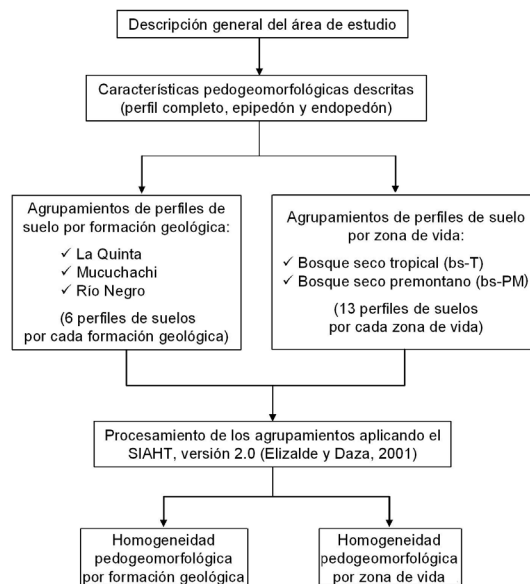 Descripción general del área de estudio
Características pedogeomorfológicas descritas
(perfil completo, epipedón y endopedón)
Agrupamientos de perfiles de
suelo por formación geológica:
✓ La Quinta
✓ Mucuchachi
✓ Río Negro
(6 perfiles de suelos
por cada formación geológica)
Agrupamientos de perfiles de suelo
por zona de vida:
✓ Bosque seco tropical (bs-T)
✓ Bosque seco premontano (bs-PM)
(13 perfiles de suelos
por cada zona de vida)
Procesamiento de los agrupamientos aplicando el
SIAHT, versión 2.0 (Elizalde y Daza, 2001)
Homogeneidad
pedogeomorfológica
por formación geológica
Homogeneidad
pedogeomorfológica
por zona de vida